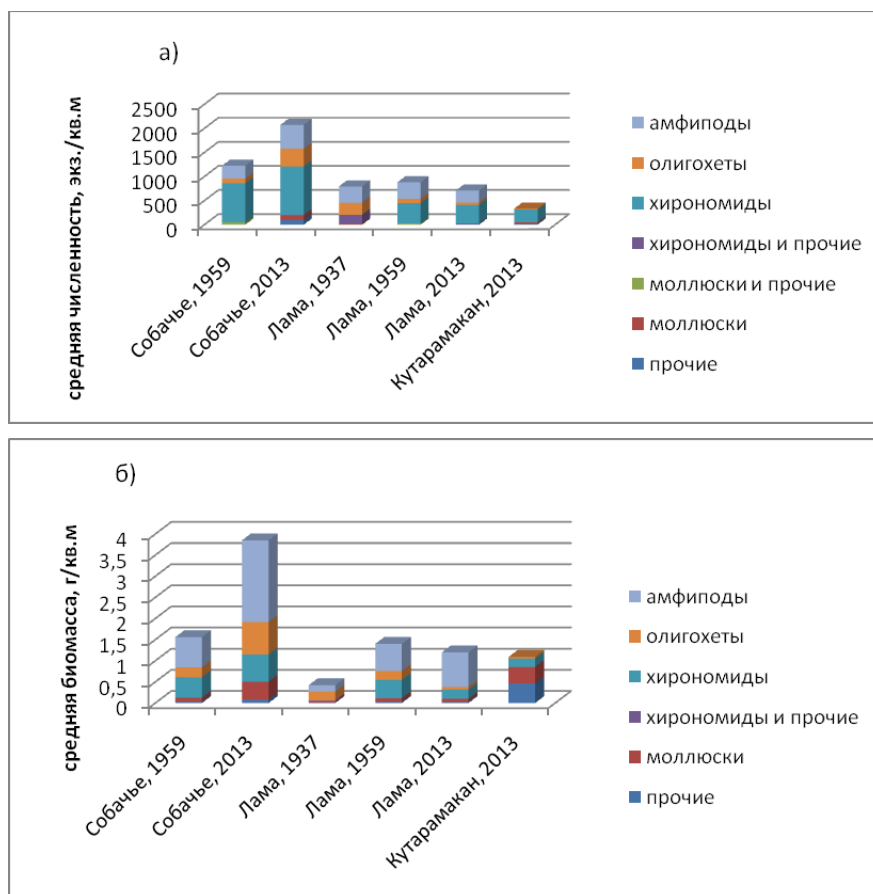 а)
средняя численность, экз./кв.м
2500
2000
1500
1000
500
0
Собачье, 1959
Собачье, 2013
Лама, 1937
Лама, 1959
Лама, 2013
Кутарамакан, 2013
амфиподы
олигохеты
хирономиды
хирономиды и прочие
моллюски и прочие
моллюски
прочие
б)
средняя биомасса, г/кв.м
4
3,5
3
2,5
2
1,5
1
0,5
0
Собачье, 1959
Собачье, 2013
Лама, 1937
Лама, 1959
Лама, 2013
Кутарамакан, 2013
амфиподы
олигохеты
хирономиды
хирономиды и прочие
моллюски
прочие